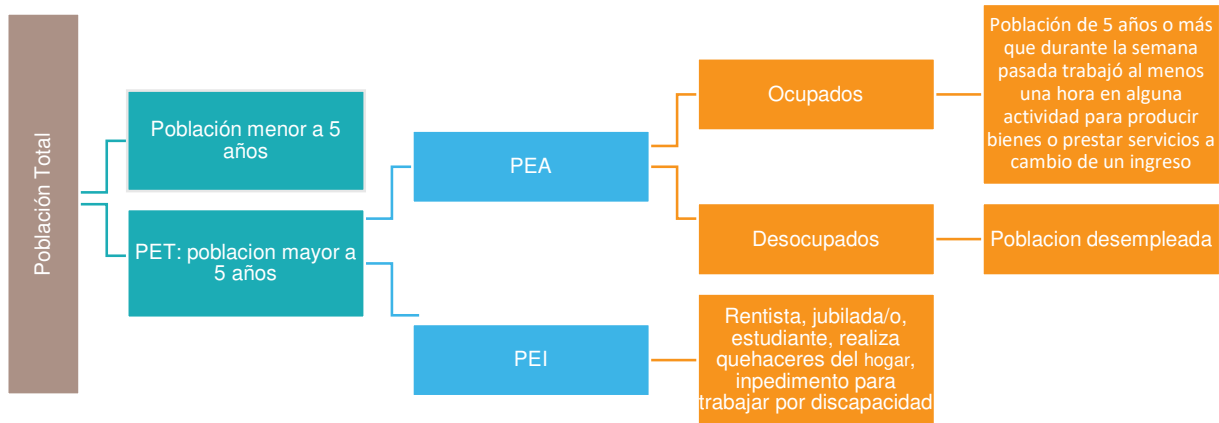 Población Total
Población menor a 5
años
PET: poblacion mayor a
5 años
PEA
PEI
Ocupados
Desocupados
Rentista, jubilada/o,
estudiante, realiza
quehaceres del hogar,
inpedimento para
trabajar por discapacidad
Población de 5 años o más
que durante la semana
pasada trabajó al menos
una hora en alguna
actividad para producir
bienes o prestar servicios a
cambio de un ingreso
Poblacion desempleada